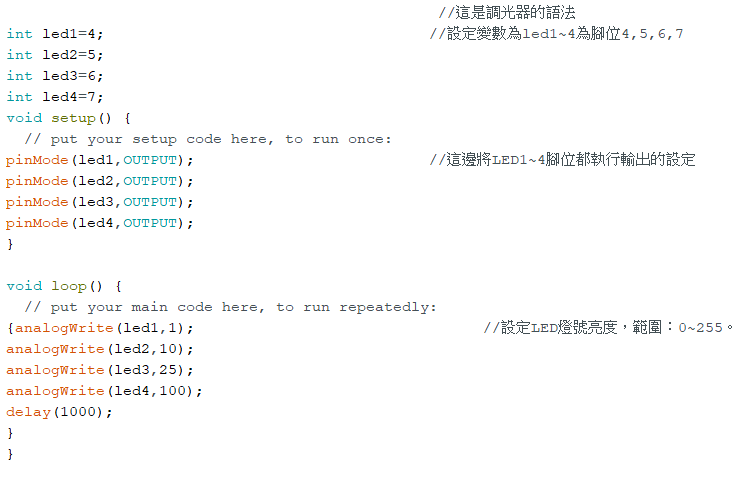 //這是調光器的語法
int led1=4; //設定變數為led1~4為腳位4,5,6,7
int led2=5;
int led3=6;
int led4=7;
void setup() {
// put your setup code here, to run once:
pinMode(led1,OUTPUT); //這邊將LED1~4腳位都執行輸出的設定
pinMode(led2,OUTPUT);
pinMode(led3,OUTPUT);
pinMode(led4,OUTPUT);
}
void loop() {
// put your main code here, to run repeatedly:
{analogWrite(led1,1); //設定LED燈號亮度，範圍：0~255。
analogWrite(led2,10);
analogWrite(led3,25);
analogWrite(led4,100);
delay(1000);
}
}